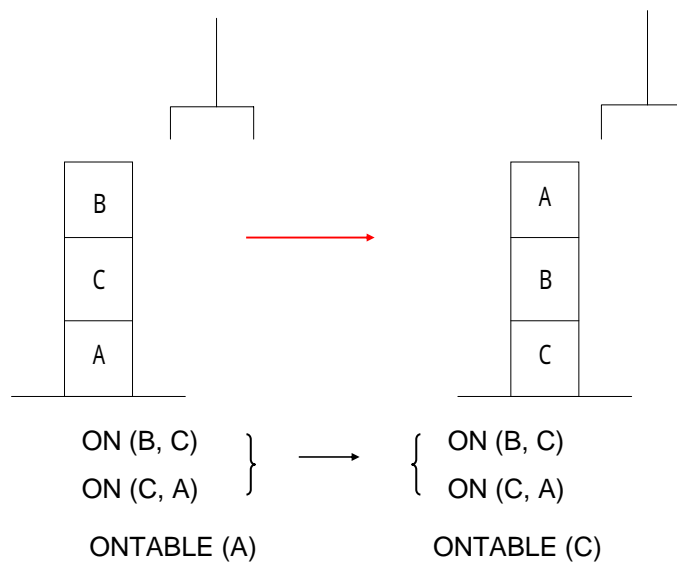 B
C
A
A
B
C
ON (B, C)
ON (C, A)
ONTABLE (A)
ON (B, C)
ON (C, A)
ONTABLE (C)